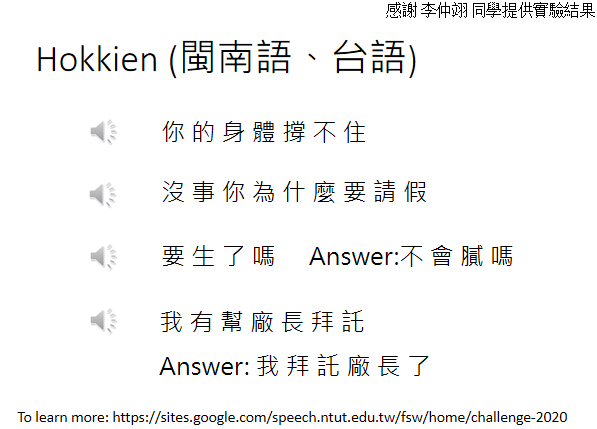 感謝 李仲翊 同學提供實驗結果
Hokkien (閩南語、台語)
你的身體撐不住
沒事你為什麼要請假
要生了嗎 Answer:不會膩嗎
我有幫廠長拜託
Answer: 我拜託廠長了
To learn more: https://sites.google.com/speech.ntut.edu.tw/fsw/home/challenge-2020